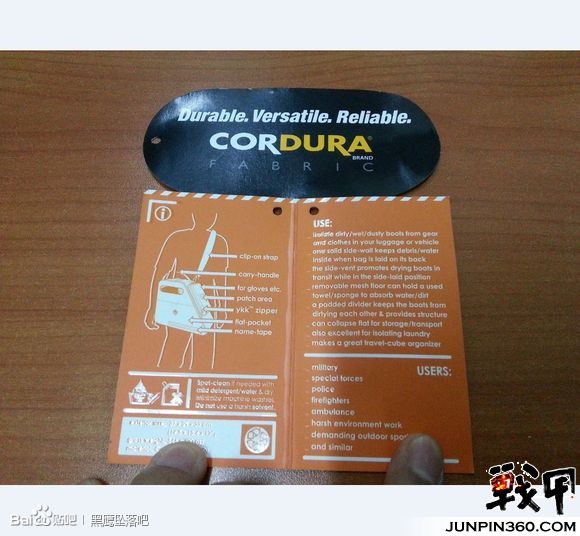 Durable. Versatile. Reliable.
CORDURA®
BRAND
FABRIC
i
clip-on strap
carry-handle
for gloves etc.
patch area
ykk™ zipper
flat-pocket
name-tape
Spot-clean if needed with
mild detergent/water & dry
Minimize machine washes
Do not use a harsh solvent.
USE:
isolate dirty/wet/dusty boots from gear
and clothes in your luggage or vehicle
one solid side-wall keeps debris/water
inside when bag is laid on its back
the side-vent promotes drying boots in
transit while in the side-laid position
removable mesh floor can hold a used
towel/sponge to absorb water/dirt
a padded divider keeps the boots from
dirtying each other & provides structure
can collapse flat for storage/transport
also excellent for isolating laundry
makes a great travel-cube organizer
USERS:
military
special forces
police
firefighters
ambulance
harsh environment work
demanding outdoor
and similar
Bai贴吧 | 黑鹰坠落吧
戰甲
JUNPIN360.COM